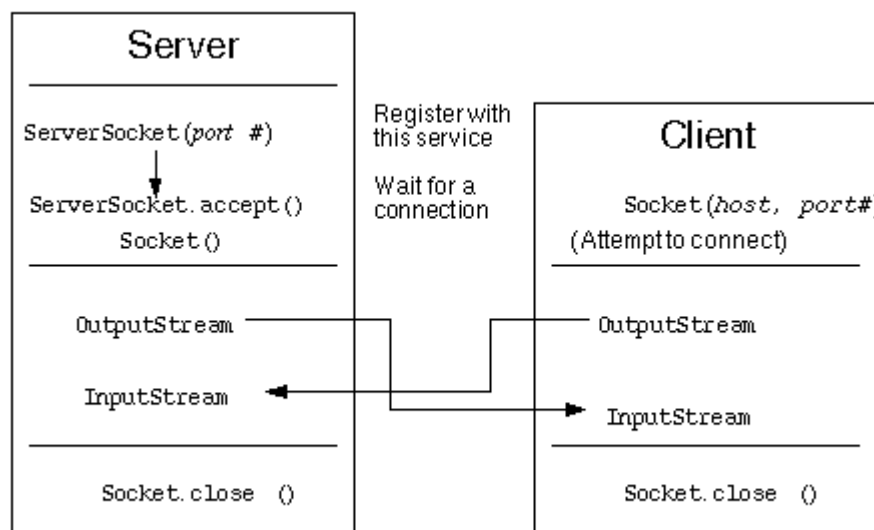 Server
ServerSocket(port #)
ServerSocket.accept()
Socket()
OutputStream
InputStream
Socket.close ()
Register with
this service
Wait for a
connection
Client
Socket(host, port#)
(Attempt to connect)
OutputStream
InputStream
Socket.close ()